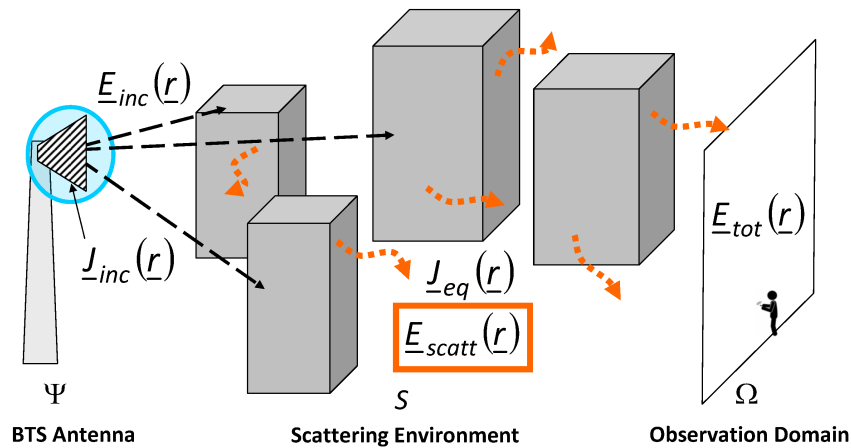 E_inc(r)
J_inc(r)
J_eq(r)
E_scatt(r)
E_tot(r)
Ψ
S
Ω
BTS Antenna
Scattering Environment
Observation Domain